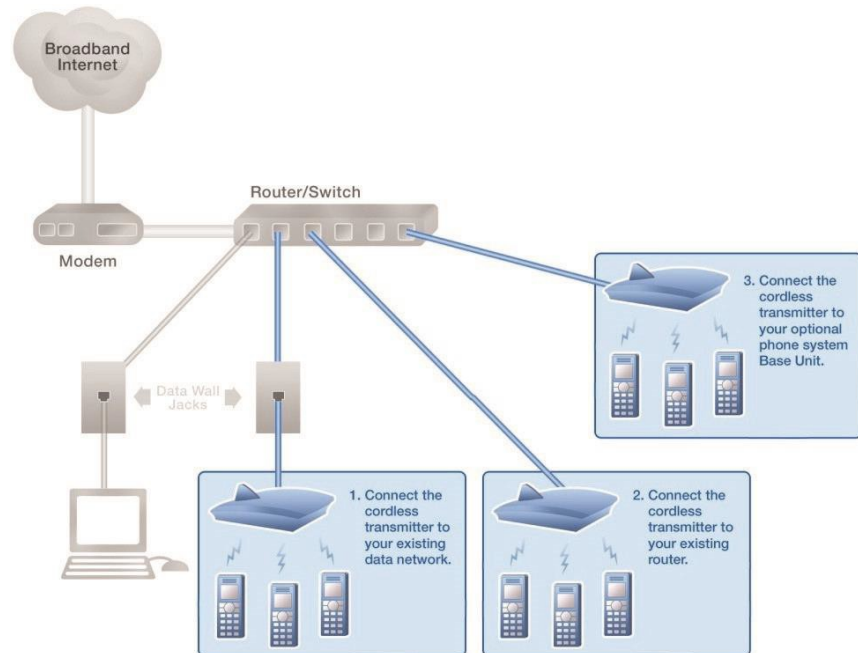 Broadband
Internet
Router/Switch
Modem
3. Connect the
cordless
transmitter to
your optional
phone system
Base Unit.
Data Wall
Jacks
1. Connect the
cordless
transmitter to
your existing
data network.
2. Connect the
cordless
transmitter to
your existing
router.